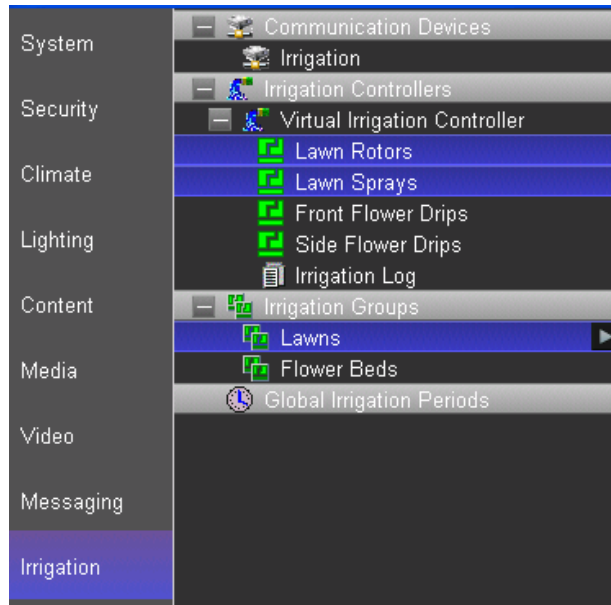 System
Security
Climate
Lighting
Content
Media
Video
Messaging
Irrigation
Communication Devices
Irrigation
Irrigation Controllers
Virtual Irrigation Controller
Lawn Rotors
Lawn Sprays
Front Flower Drips
Side Flower Drips
Irrigation Log
Irrigation Groups
Lawns
Flower Beds
Global Irrigation Periods